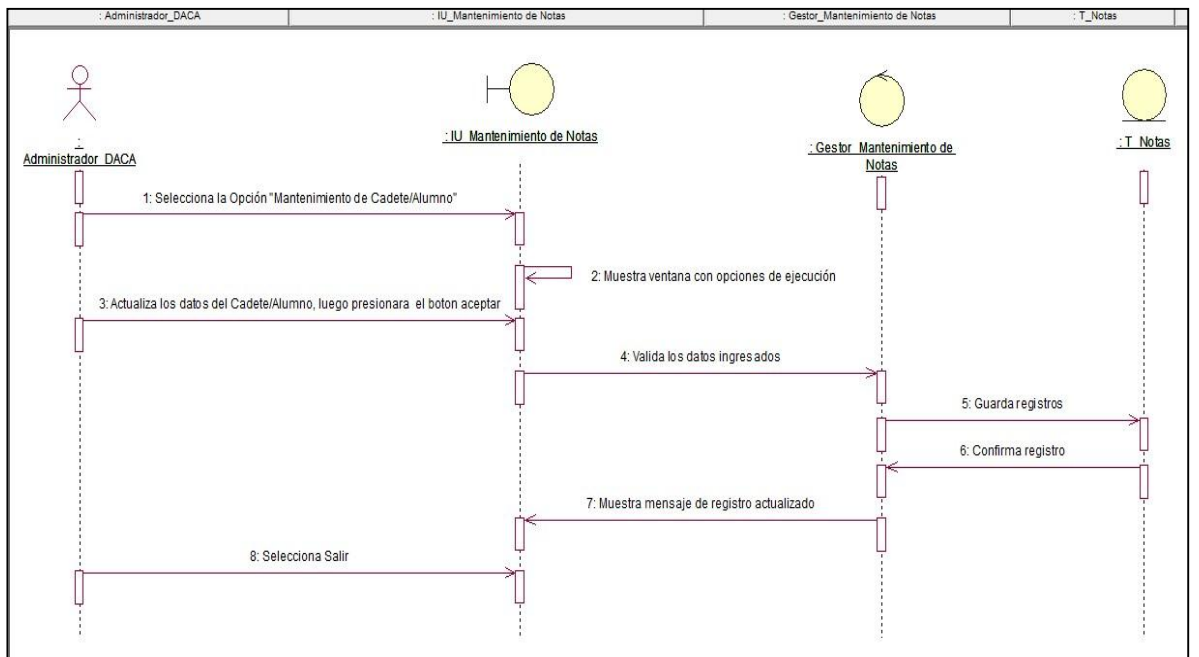 : Administrador_DACA
: IU_Mantenimiento de Notas
: Gestor_Mantenimiento de Notas
: T_Notas
:
Administrador_DACA
: IU_Mantenimiento de Notas
: Gestor_Mantenimiento de
Notas
: T_Notas
1: Selecciona la Opción "Mantenimiento de Cadete/Alumno"
2: Muestra ventana con opciones de ejecución
3: Actualiza los datos del Cadete/Alumno, luego presionara el boton aceptar
4: Valida los datos ingresados
5: Guarda registros
6: Confirma registro
7: Muestra mensaje de registro actualizado
8: Selecciona Salir